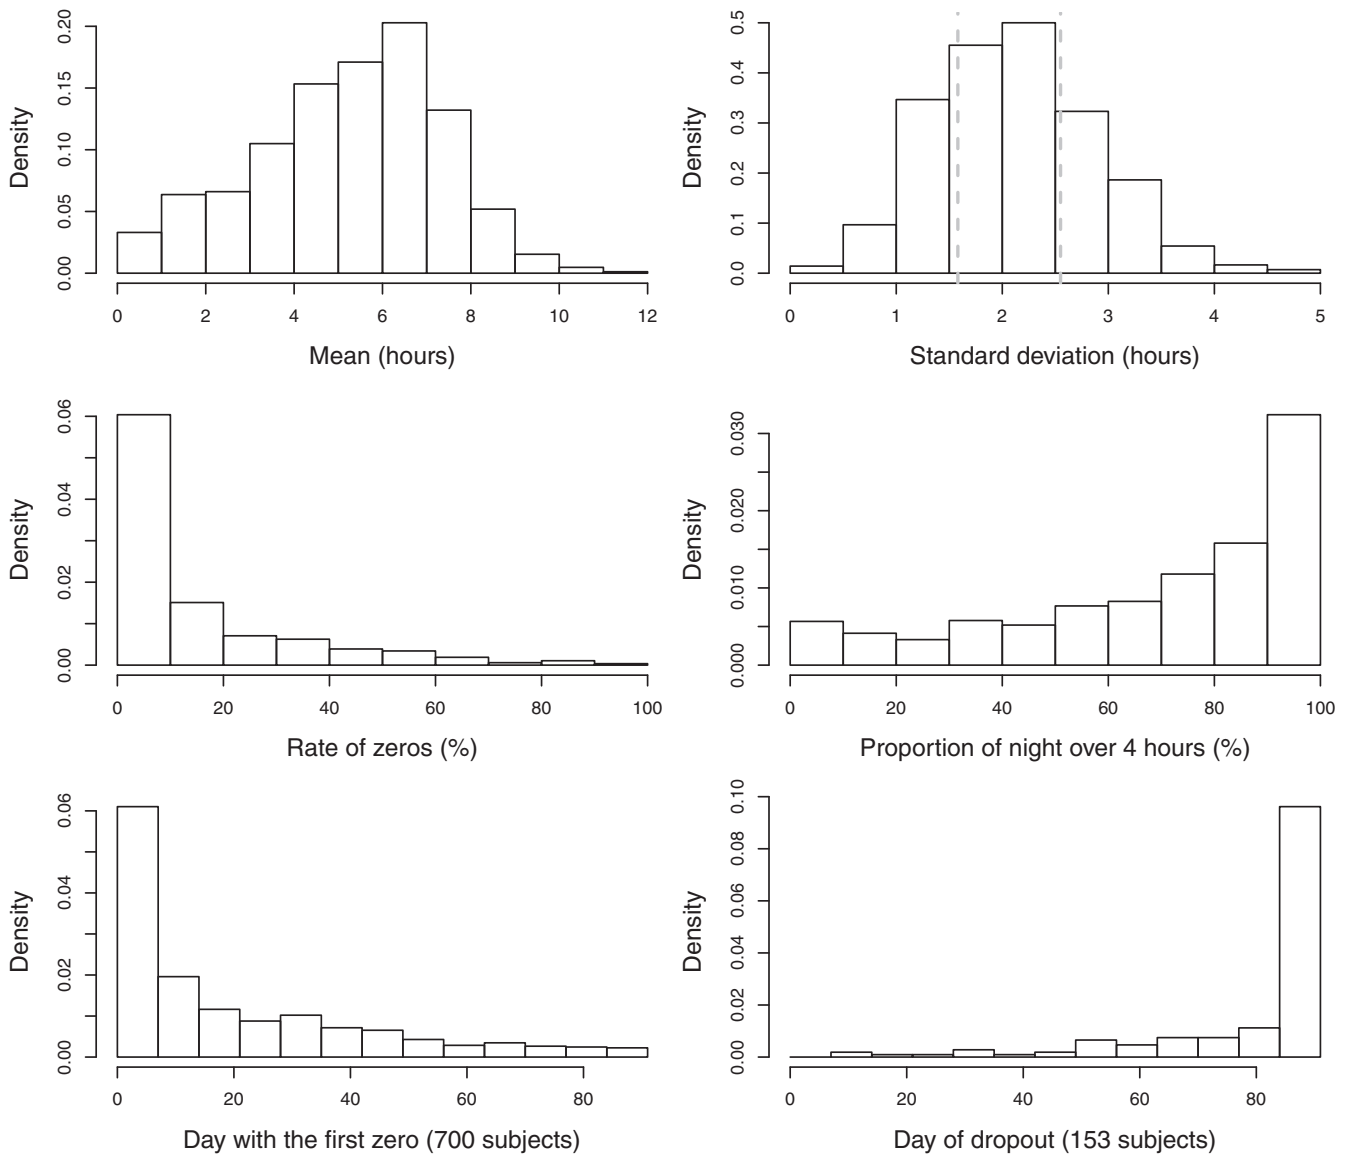 Density
0.00 0.05 0.10 0.15 0.20
0 2 4 6 8 10 12
Mean (hours)
Density
0.0 0.1 0.2 0.3 0.4 0.5
0 1 2 3 4 5
Standard deviation (hours)
Density
0.00 0.02 0.04 0.06
0 20 40 60 80 100
Rate of zeros (%)
Density
0.000 0.010 0.020 0.030
0 20 40 60 80 100
Proportion of night over 4 hours (%)
Density
0.00 0.02 0.04 0.06
0 20 40 60 80
Day with the first zero (700 subjects)
Density
0.00 0.02 0.04 0.06 0.08 0.10
0 20 40 60 80
Day of dropout (153 subjects)